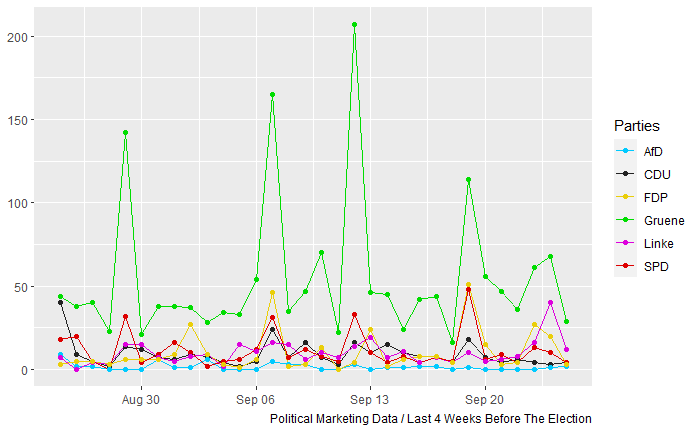 200
150
100
50
0
Aug 30 Sep 06 Sep 13 Sep 20
Political Marketing Data / Last 4 Weeks Before The Election
Parties
AfD
CDU
FDP
Gruene
Linke
SPD